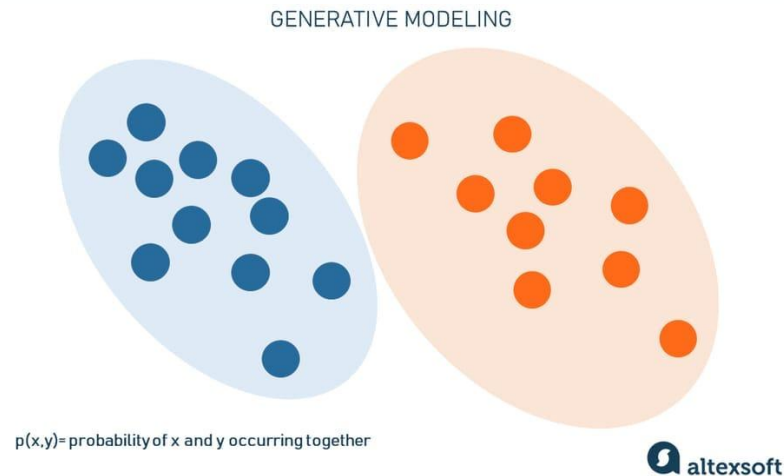 GENERATIVE MODELING
p(x,y)= probability of x and y occurring together
altexsoft